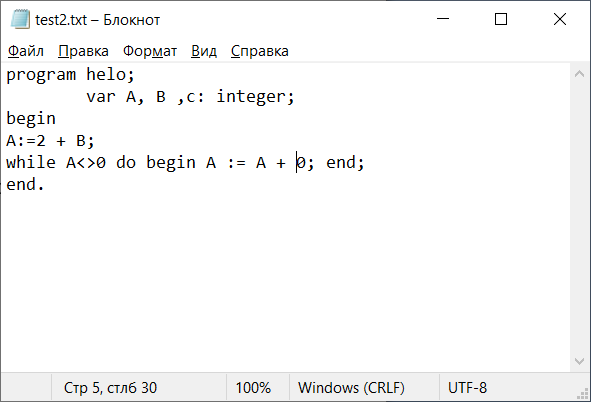 test2.txt – Блокнот
Файл Правка Формат Вид Справка
program helo;
        var A, B ,c: integer;
begin
A:=2 + B;
while A<>0 do begin A := A + 0; end;
end.
Стр 5, стлб 30 100% Windows (CRLF) UTF-8